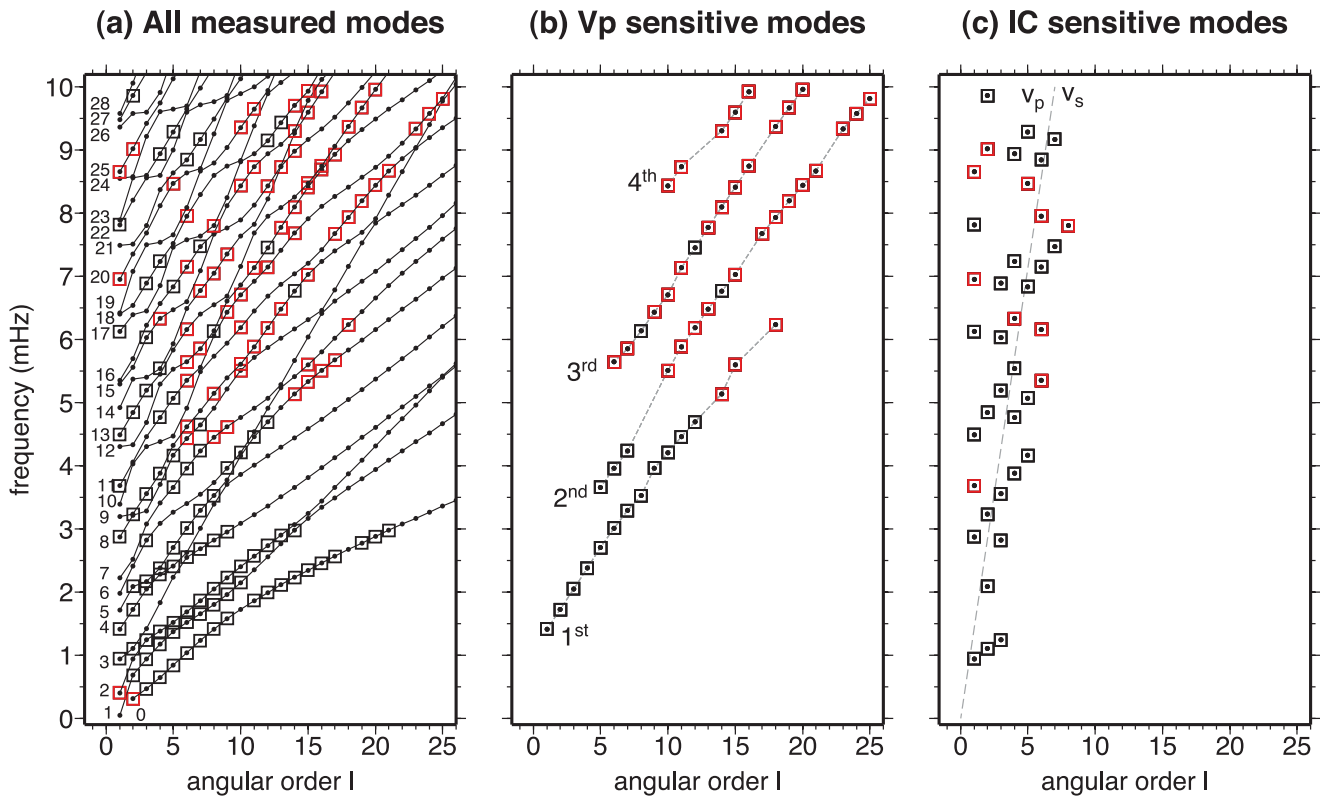 (a) All measured modes
(b) Vp sensitive modes
(c) IC sensitive modes
frequency (mHz)
10
9
8
7
6
5
4
3
2
1
0
28
27
26
25
24
23
22
21
20
19
18
17
16
15
14
13
12
11
10
9
8
7
6
5
4
3
2
1
0
0 5 10 15 20 25
angular order l
4th
3rd
2nd
1st
0 5 10 15 20 25
angular order l
vp vs
0 5 10 15 20 25
angular order l